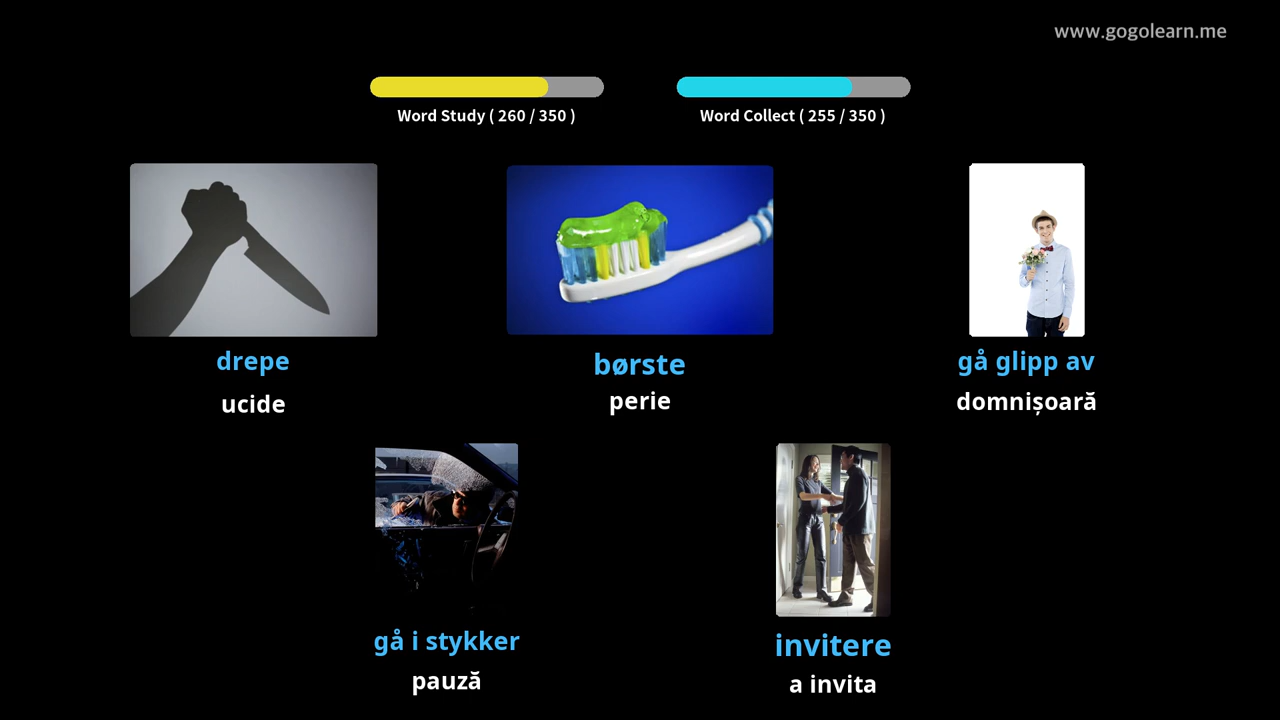 www.gogolearn.me
Word Study ( 260 / 350 )
Word Collect ( 255 / 350 )
drepe
ucide
børste
perie
gå glipp av
domnișoară
gå i stykker
pauză
invitere
a invita